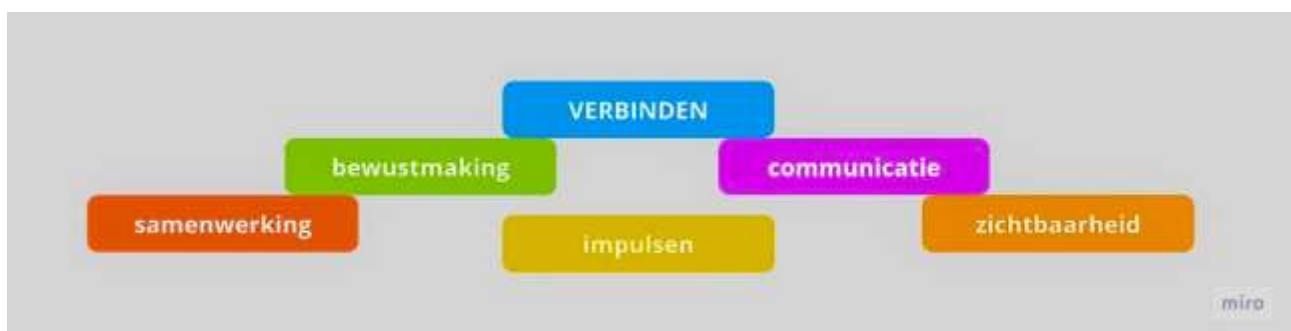 VERBINDEN
bewustmaking
communicatie
samenwerking
impulsen
zichtbaarheid
miro